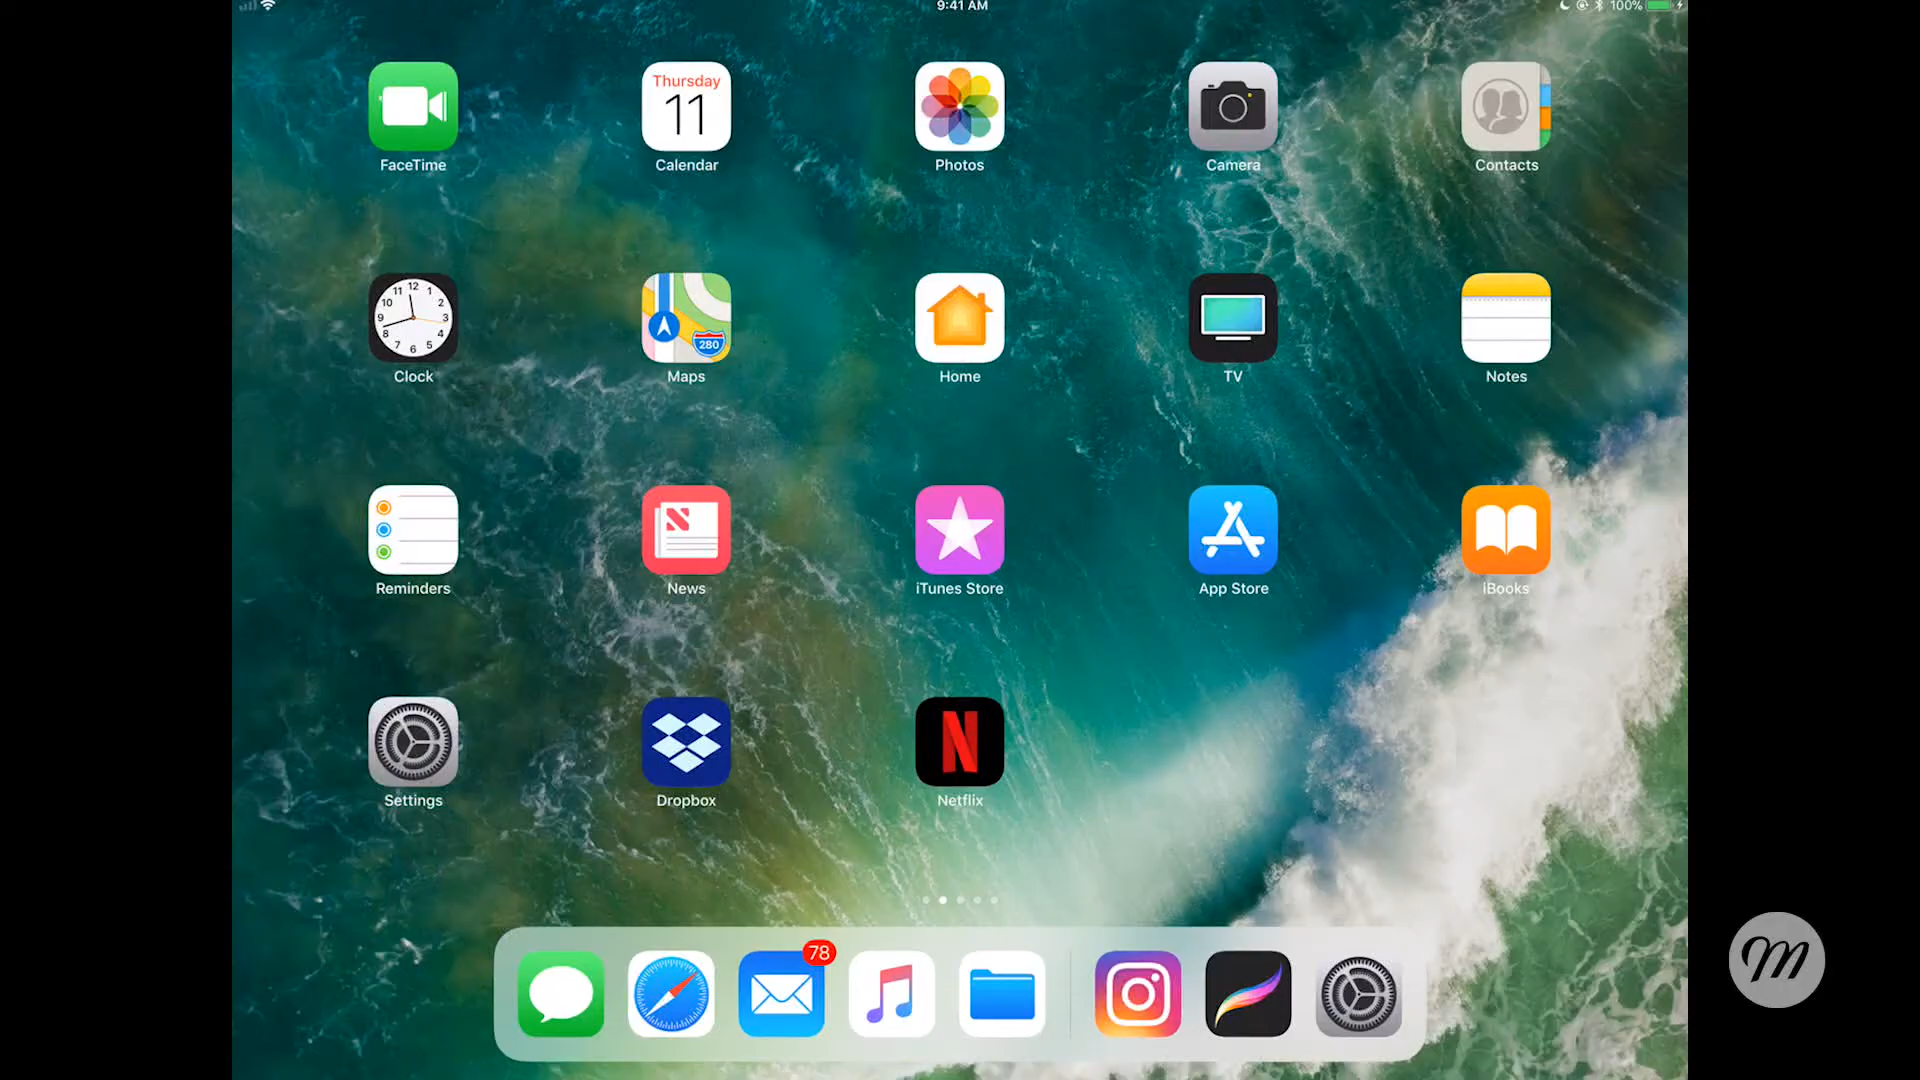 9:41 AM
100%
Thursday
11
FaceTime
Calendar
Photos
Camera
Contacts
11 12 1
10 2
9 3
8 4
7 6 5
280
Clock
Maps
Home
TV
Notes
Reminders
News
iTunes Store
App Store
iBooks
N
Settings
Dropbox
Netflix
78
m